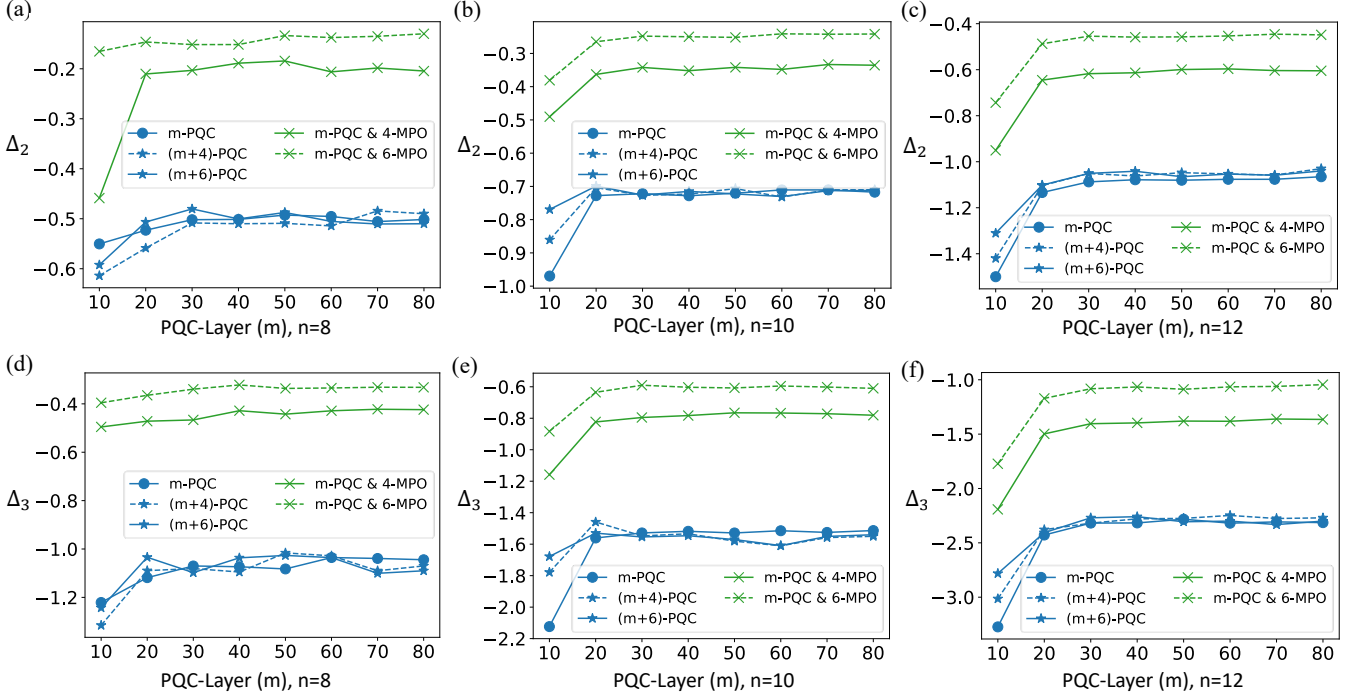 (a)
−0.2
−0.3
−0.4
−0.5
−0.6
Δ2
m-PQC
(m+4)-PQC
(m+6)-PQC
m-PQC & 4-MPO
m-PQC & 6-MPO
10 20 30 40 50 60 70 80
PQC-Layer (m), n=8
(b)
−0.3
−0.4
−0.5
−0.6
−0.7
−0.8
−0.9
−1.0
Δ2
m-PQC
(m+4)-PQC
(m+6)-PQC
m-PQC & 4-MPO
m-PQC & 6-MPO
10 20 30 40 50 60 70 80
PQC-Layer (m), n=10
(c)
−0.4
−0.6
−0.8
−1.0
−1.2
−1.4
Δ2
m-PQC
(m+4)-PQC
(m+6)-PQC
m-PQC & 4-MPO
m-PQC & 6-MPO
10 20 30 40 50 60 70 80
PQC-Layer (m), n=12
(d)
−0.4
−0.6
−0.8
−1.0
−1.2
Δ3
m-PQC
(m+4)-PQC
(m+6)-PQC
m-PQC & 4-MPO
m-PQC & 6-MPO
10 20 30 40 50 60 70 80
PQC-Layer (m), n=8
(e)
−0.6
−0.8
−1.0
−1.2
−1.4
−1.6
−1.8
−2.0
−2.2
Δ3
m-PQC
(m+4)-PQC
(m+6)-PQC
m-PQC & 4-MPO
m-PQC & 6-MPO
10 20 30 40 50 60 70 80
PQC-Layer (m), n=10
(f)
−1.0
−1.5
−2.0
−2.5
−3.0
Δ3
m-PQC
(m+4)-PQC
(m+6)-PQC
m-PQC & 4-MPO
m-PQC & 6-MPO
10 20 30 40 50 60 70 80
PQC-Layer (m), n=12